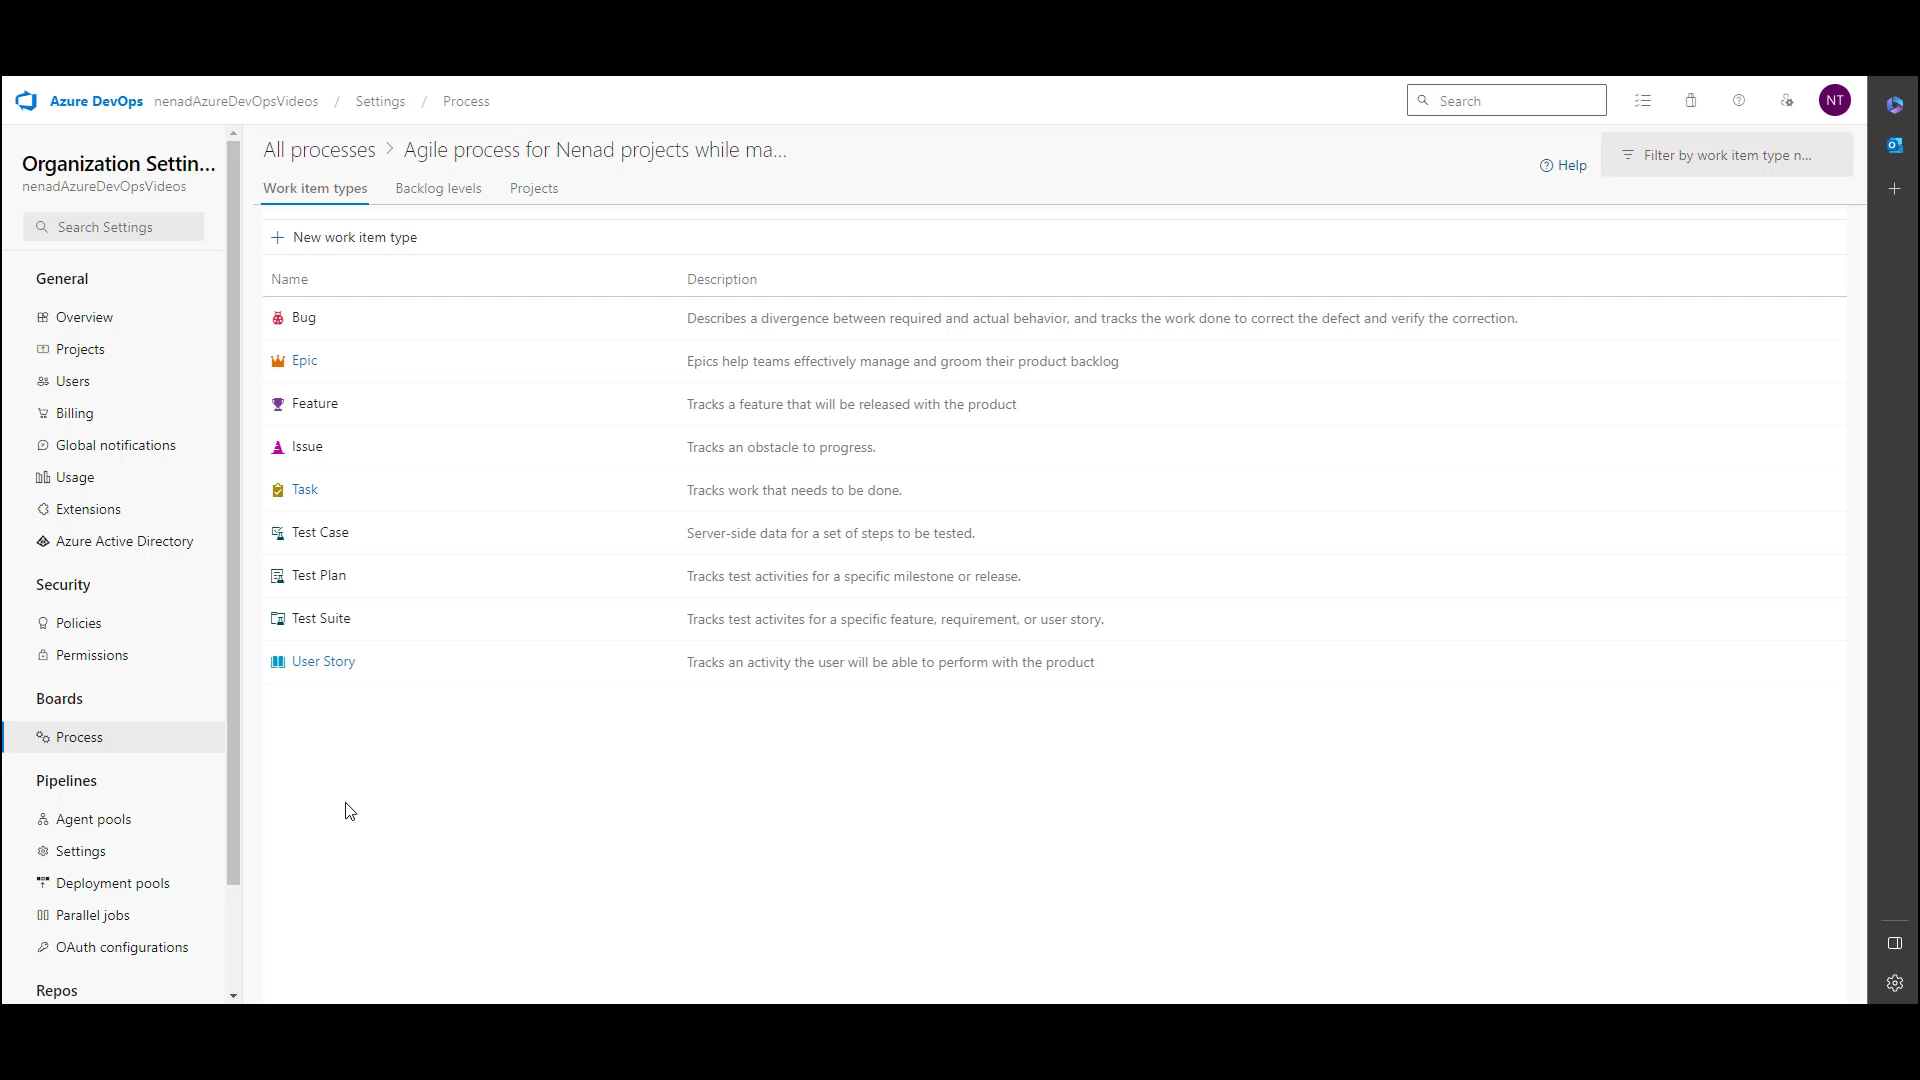 Azure DevOps nenadAzureDevOpsVideos / Settings / Process
Search
NT
Organization Settin...
nenadAzureDevOpsVideos
Search Settings
General
Overview
Projects
Users
Billing
Global notifications
Usage
Extensions
Azure Active Directory
Security
Policies
Permissions
Boards
Process
Pipelines
Agent pools
Settings
Deployment pools
Parallel jobs
OAuth configurations
Repos
All processes > Agile process for Nenad projects while ma...
Help
Filter by work item type n...
Work item types Backlog levels Projects
New work item type
Name Description
Bug Describes a divergence between required and actual behavior, and tracks the work done to correct the defect and verify the correction.
Epic Epics help teams effectively manage and groom their product backlog
Feature Tracks a feature that will be released with the product
Issue Tracks an obstacle to progress.
Task Tracks work that needs to be done.
Test Case Server-side data for a set of steps to be tested.
Test Plan Tracks test activities for a specific milestone or release.
Test Suite Tracks test activites for a specific feature, requirement, or user story.
User Story Tracks an activity the user will be able to perform with the product